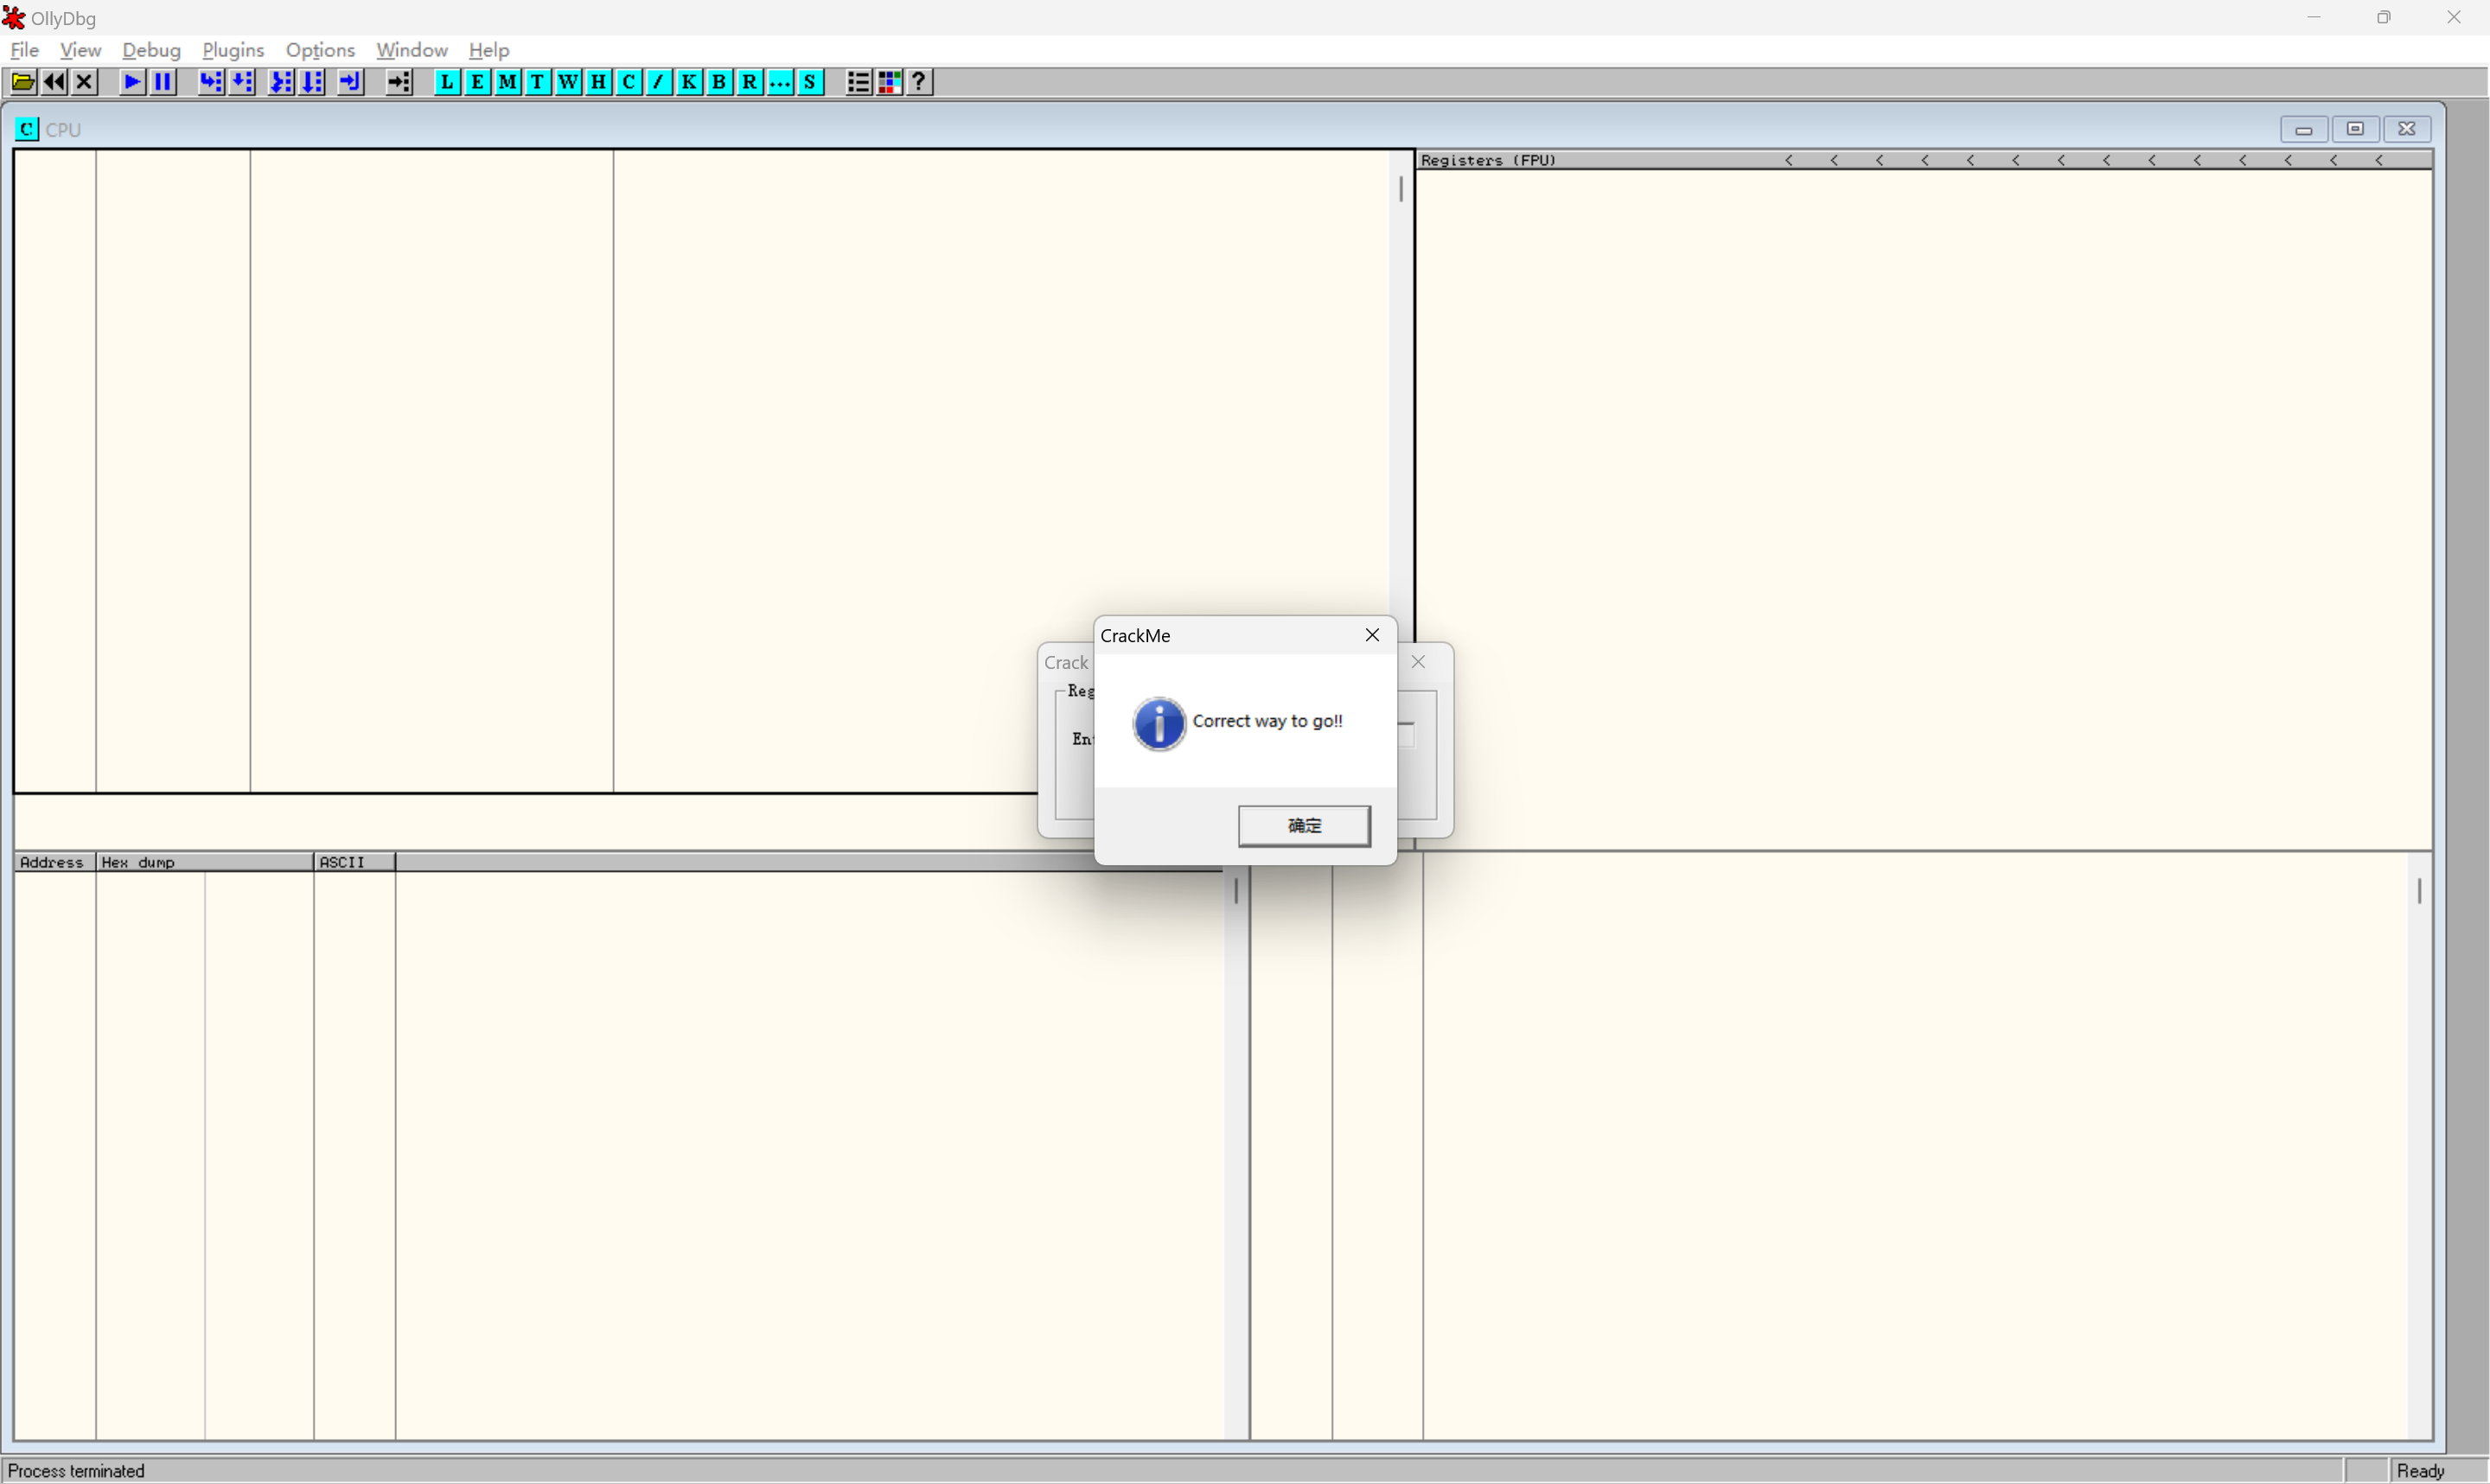 OllyDbg
File View Debug Plugins Options Window Help
L E M T W H C / K B R ... S ?
C CPU
Registers (FPU) < < < < < < < < < < < < < <
CrackMe
Crack
Reg
Correct way to go!!
确定
Address Hex dump ASCII
Process terminated Ready